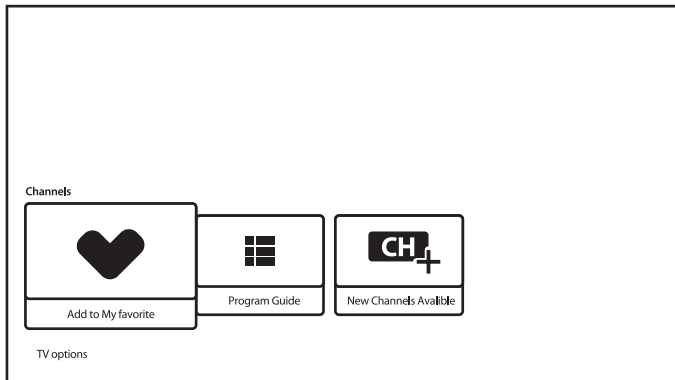 Channels
CH
Add to My favorite
Program Guide
New Channels Avalible
TV options